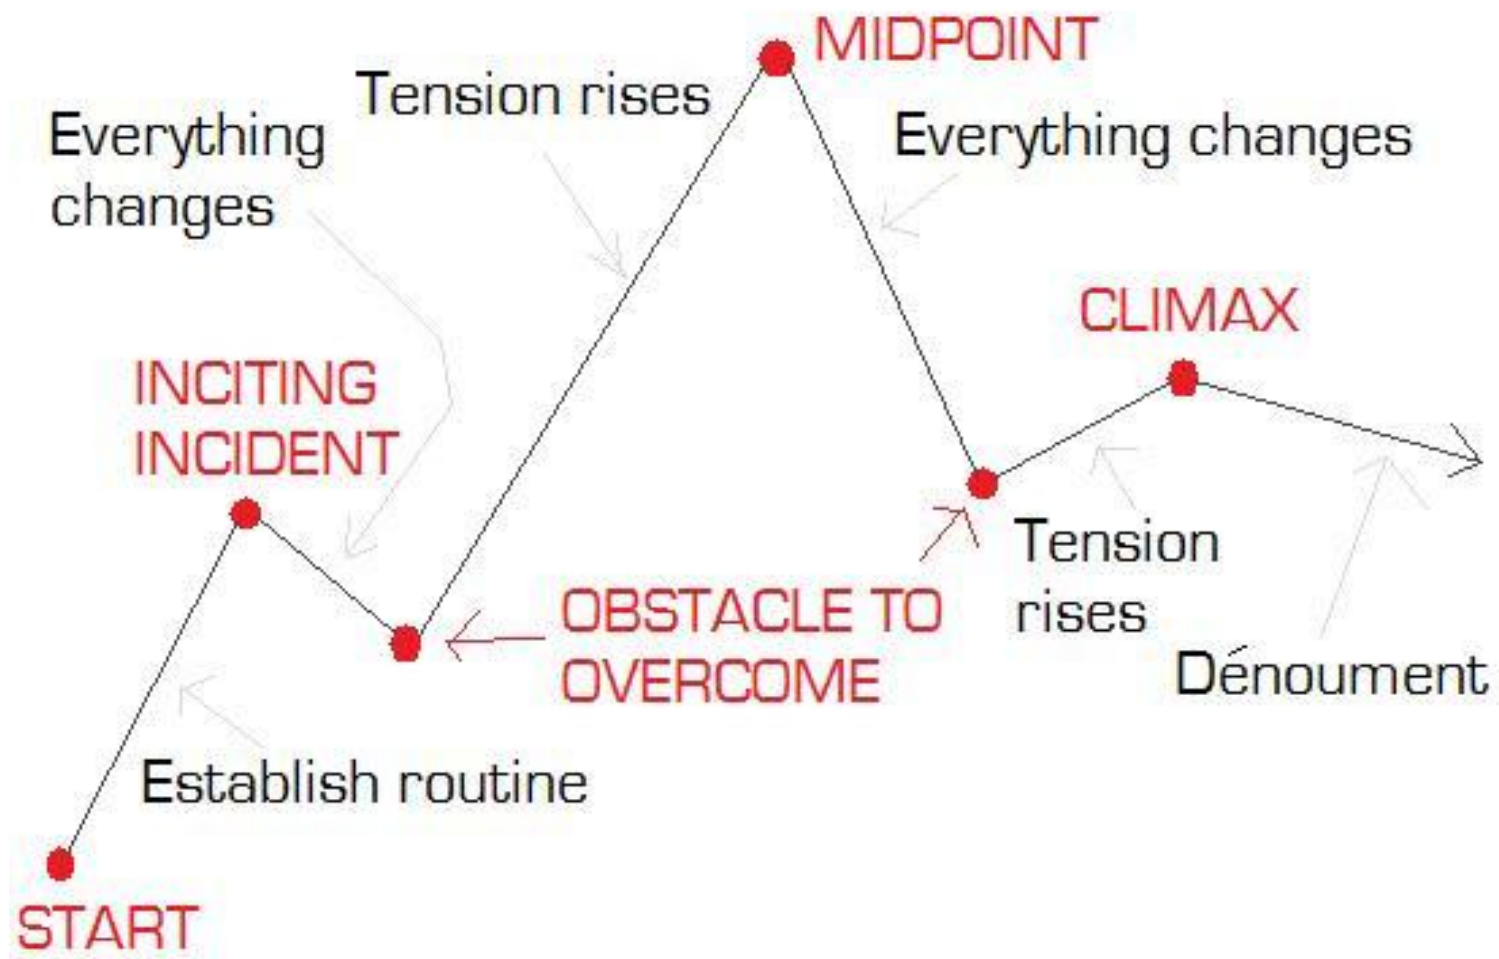 MIDPOINT
Tension rises
Everything
changes
Everything changes
CLIMAX
INCITING
INCIDENT
OBSTACLE TO
OVERCOME
Tension
rises
Dénoument
Establish routine
START